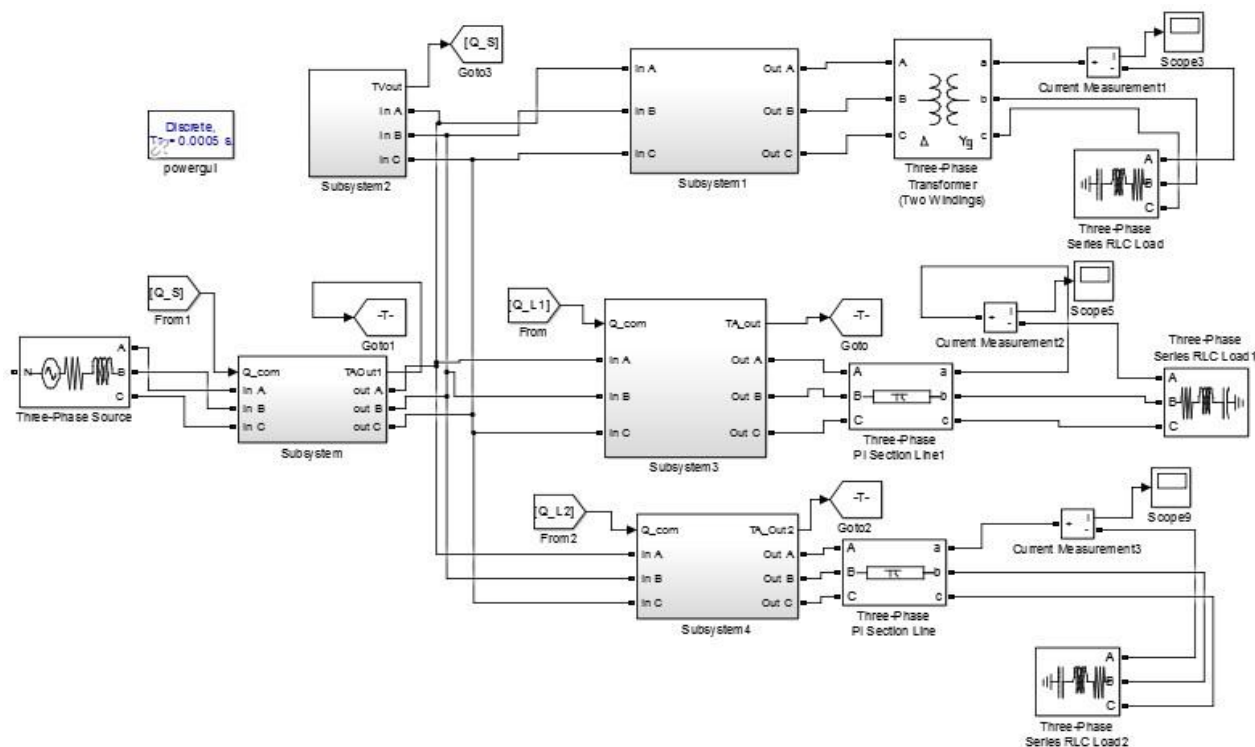 [Q_S]
Goto3
TVout
In A
In B
In C
Subsystem2
Discrete,
= 0.0005 s.
powergui
In A
In B
In C
Out A
Out B
Out C
Subsystem1
A
B
C
a
b
c
Δ
Yg
Three-Phase
Transformer
(Two Windings)
+
-
i
Current Measurement1
Scope3
A
B
C
Three-Phase
Series RLC Load
[Q_S]
From1
N
A
B
C
Three-Phase Source
-T-
Goto1
Q_com
In A
In B
In C
TAOut1
out A
out B
out C
Subsystem
[Q_L1]
From
Q_com
In A
In B
In C
TA_out
Out A
Out B
Out C
Subsystem3
-T-
Goto
A
B
C
a
b
c
Three-Phase
PI Section Line1
+
-
i
Current Measurement2
Scope5
Three-Phase
Series RLC Load1
A
B
C
[Q_L2]
From2
Q_com
In A
In B
In C
TA_Out2
Out A
Out B
Out C
Subsystem4
-T-
Goto2
A
B
C
a
b
c
Three-Phase
PI Section Line
+
-
i
Current Measurement3
Scope9
A
B
C
Three-Phase
Series RLC Load2